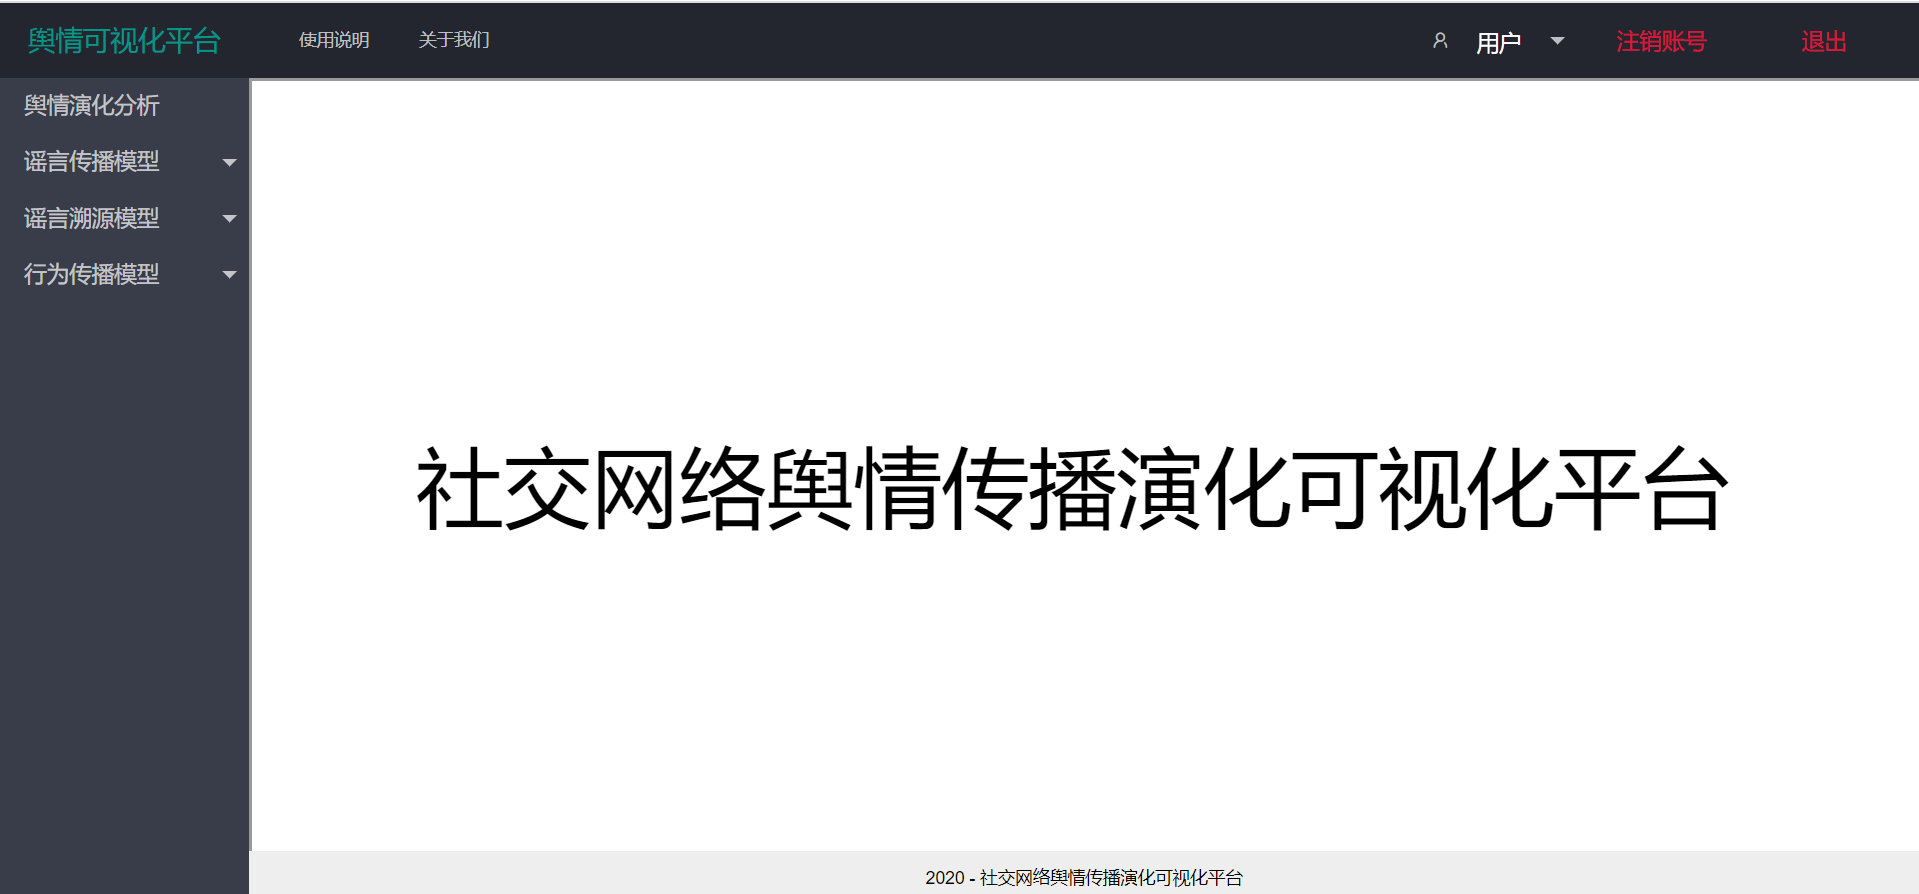 舆情可视化平台 使用说明 关于我们 用户 注销账号 退出
舆情演化分析
谣言传播模型
谣言溯源模型
行为传播模型
社交网络舆情传播演化可视化平台
2020 - 社交网络舆情传播演化可视化平台